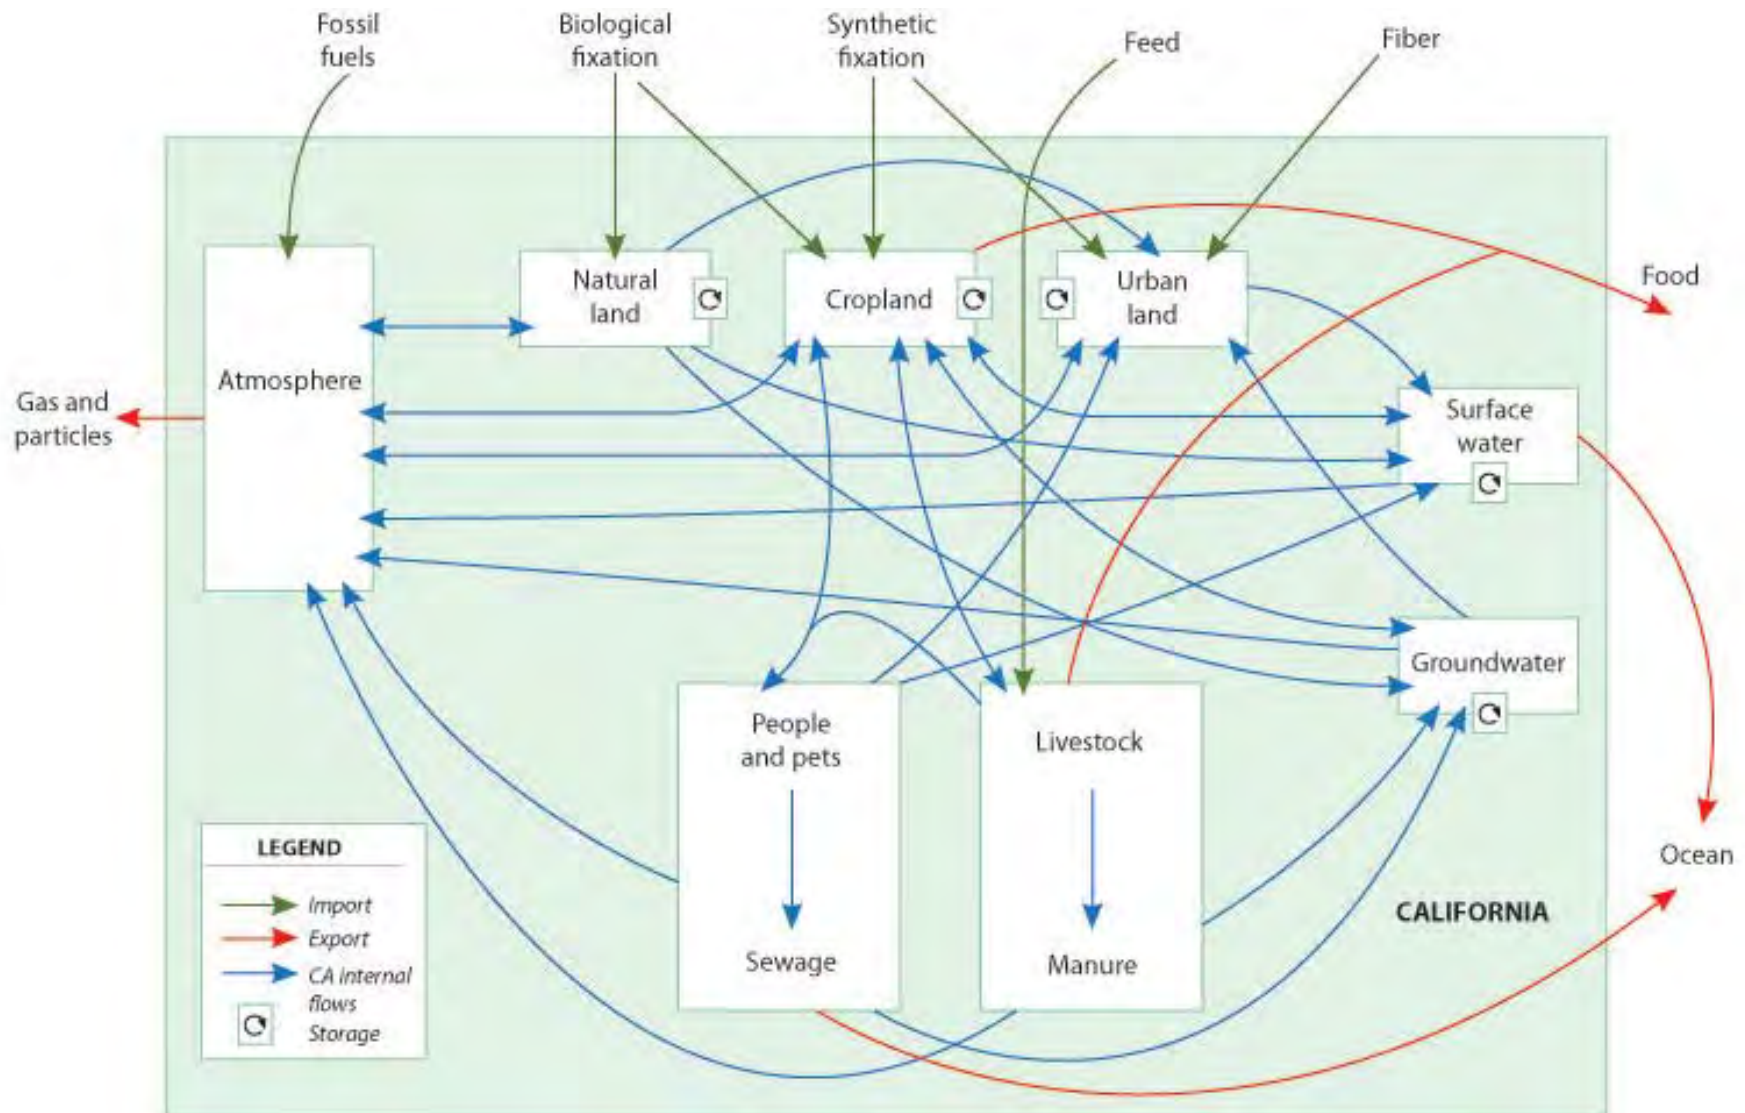 Fossil
fuels
Biological
fixation
Synthetic
fixation
Feed
Fiber
Natural
land
Cropland
Urban
land
Food
Atmosphere
Gas and
particles
Surface
water
Groundwater
People
and pets
Livestock
Sewage
Manure
Ocean
CALIFORNIA
LEGEND
Import
Export
CA internal
flows
Storage